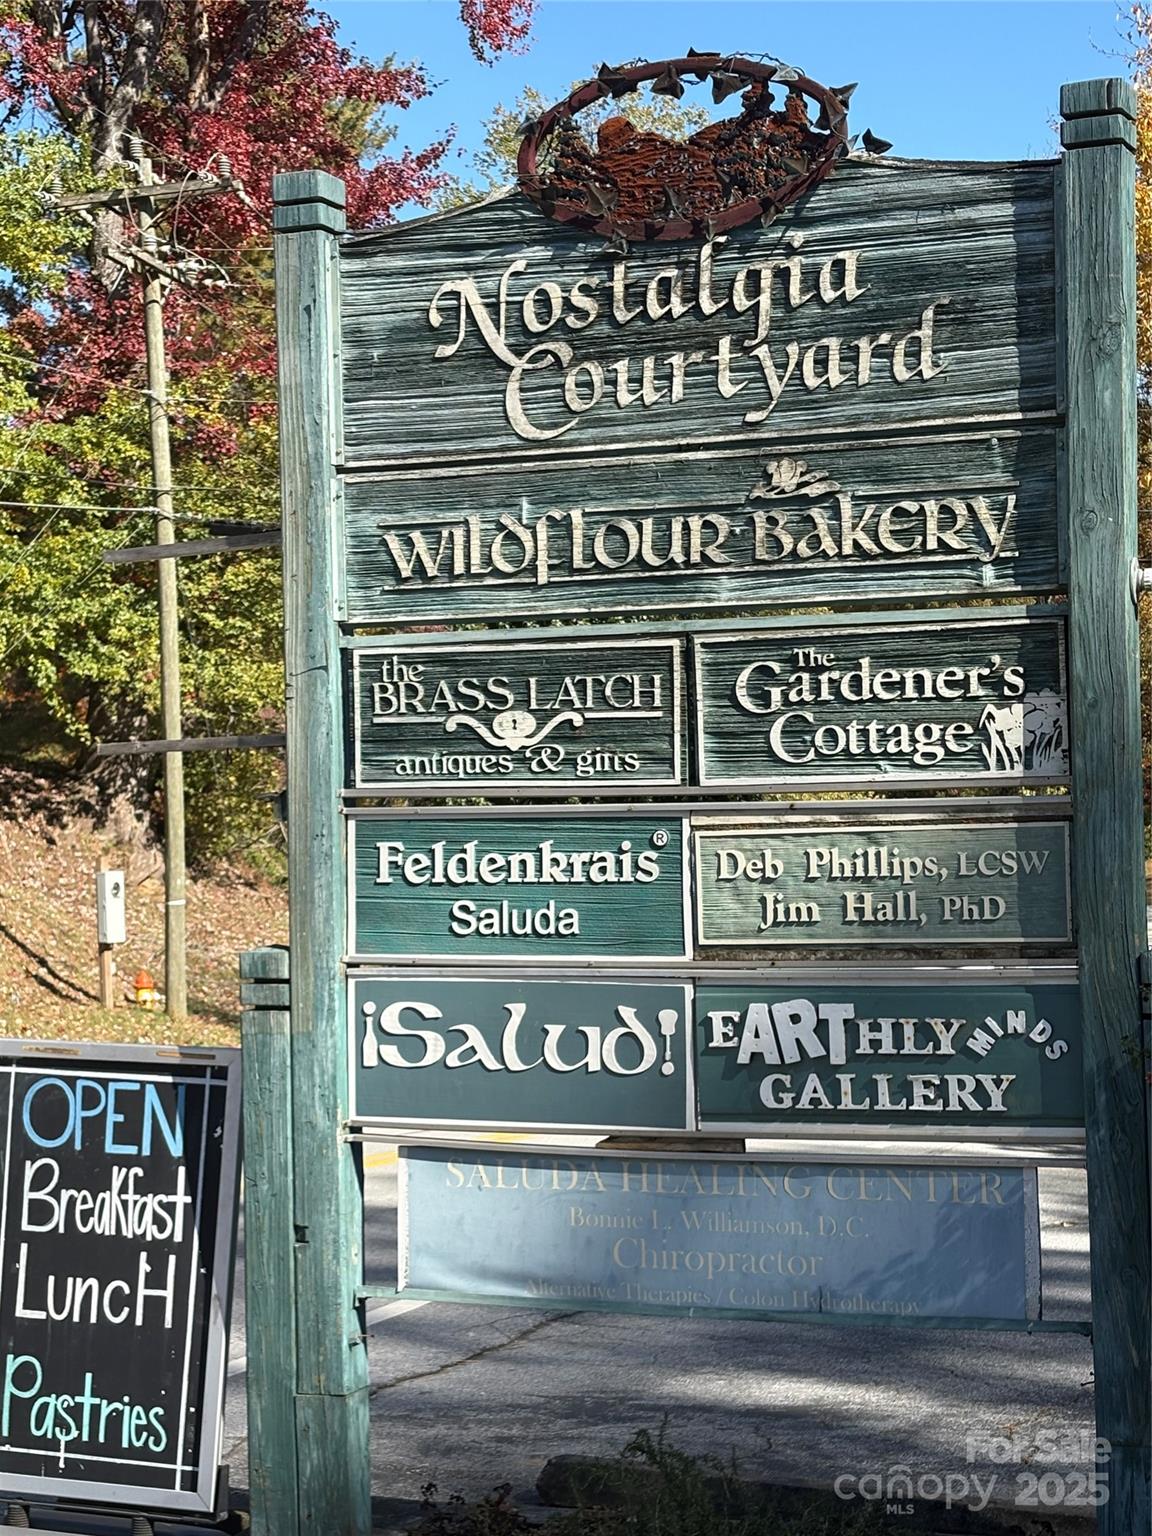 Nostalgia
Courtyard
Wildflour Bakery
the
BRASS LATCH
antiques & gifts
The
Gardener's
Cottage
Feldenkrais®
Saluda
Deb Phillips, LCSW
Jim Hall, PhD
¡Salud!
EARTHLY MINDS
GALLERY
SALUDA HEALING CENTER
Bonnie L. Williamson, D.C.
Chiropractor
Alternative Therapies / Colon Hydrotherapy
OPEN
Breakfast
LuncH
Pastries
For Sale
canopy 2025
MLS